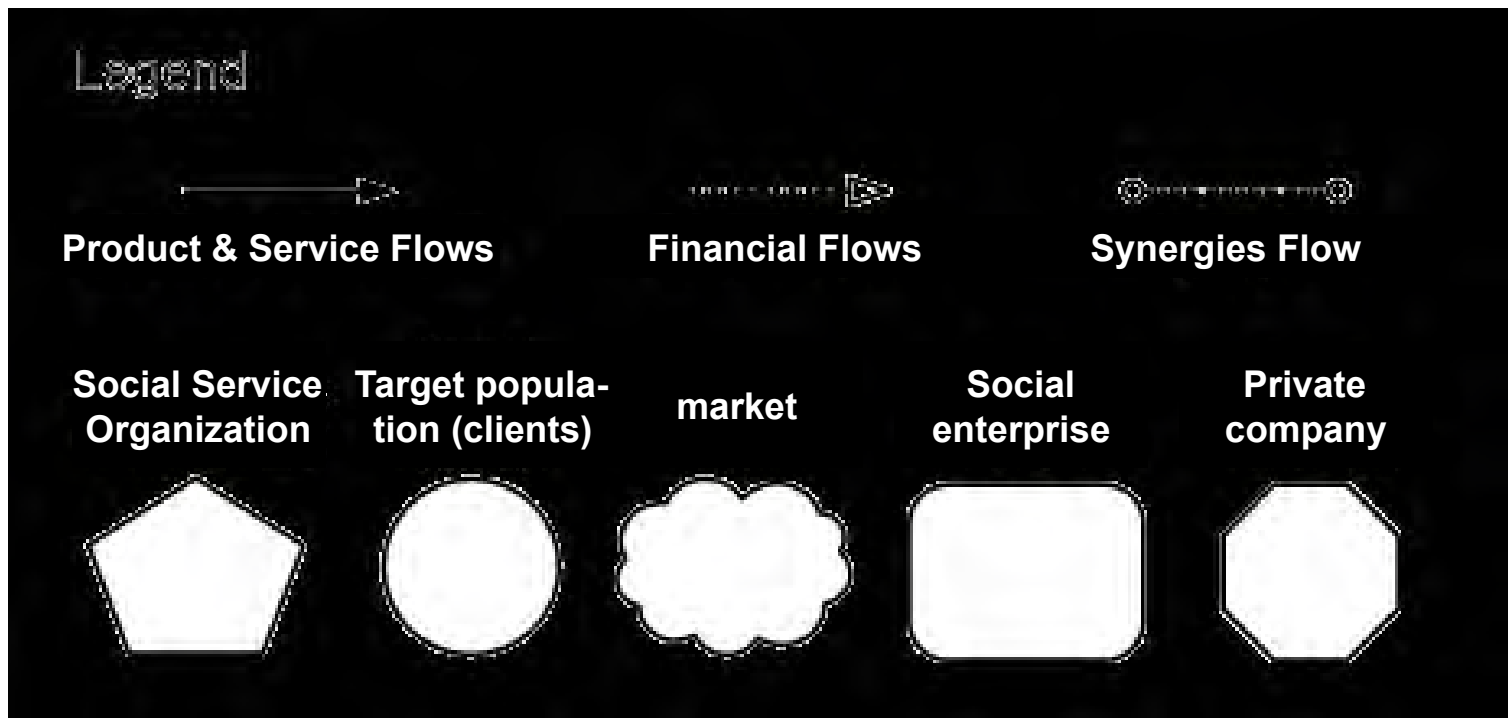 Legend
Product & Service Flows
Financial Flows
Synergies Flow
Social Service
Organization
Target popula-
tion (clients)
market
Social
enterprise
Private
company